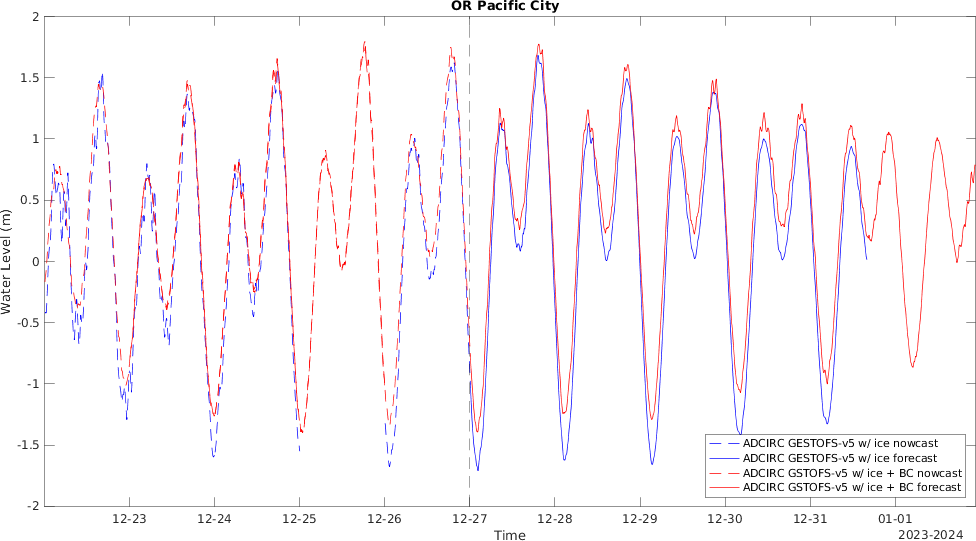 OR Pacific City
2
1.5
1
0.5
0
-0.5
-1
-1.5
-2
Water Level (m)
12-23
12-24
12-25
12-26
12-27
12-28
12-29
12-30
12-31
01-01
Time
2023-2024
ADCIRC GESTOFS-v5 w/ ice nowcast
ADCIRC GESTOFS-v5 w/ ice forecast
ADCIRC GSTOFS-v5 w/ ice + BC nowcast
ADCIRC GSTOFS-v5 w/ ice + BC forecast